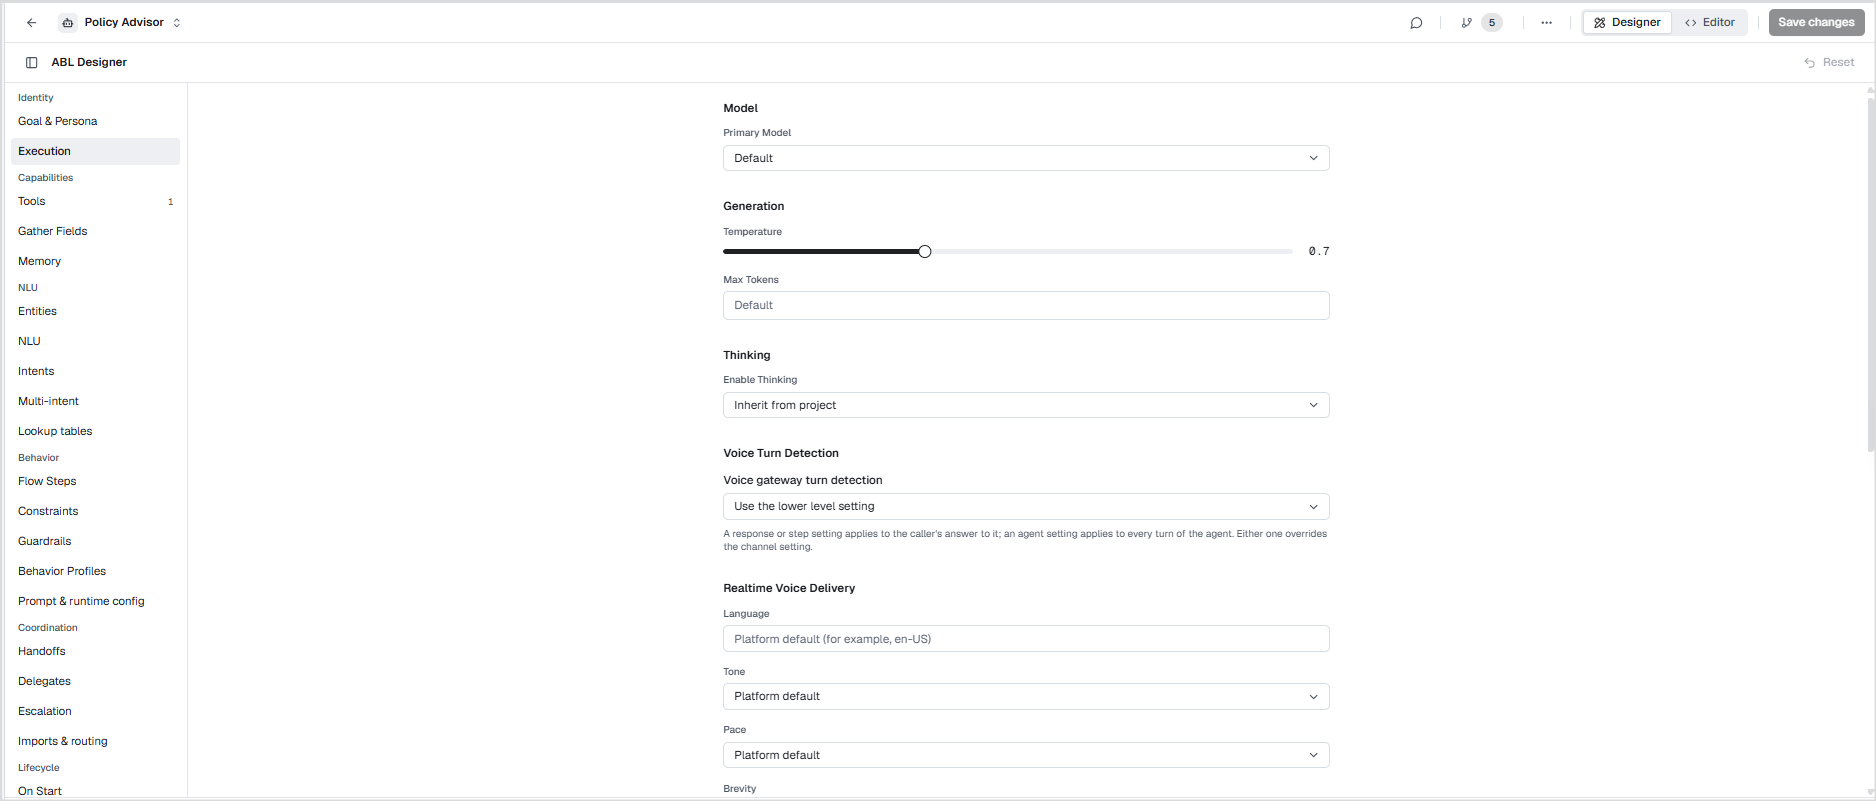 Policy Advisor
5
Designer
Editor
Save changes
ABL Designer
Reset
Identity
Goal & Persona
Execution
Capabilities
Tools
1
Gather Fields
Memory
NLU
Entities
NLU
Intents
Multi-intent
Lookup tables
Behavior
Flow Steps
Constraints
Guardrails
Behavior Profiles
Prompt & runtime config
Coordination
Handoffs
Delegates
Escalation
Imports & routing
Lifecycle
On Start
Model
Primary Model
Default
Generation
Temperature
0.7
Max Tokens
Default
Thinking
Enable Thinking
Inherit from project
Voice Turn Detection
Voice gateway turn detection
Use the lower level setting
A response or step setting applies to the caller's answer to it; an agent setting applies to every turn of the agent. Either one overrides
the channel setting.
Realtime Voice Delivery
Language
Platform default (for example, en-US)
Tone
Platform default
Pace
Platform default
Brevity